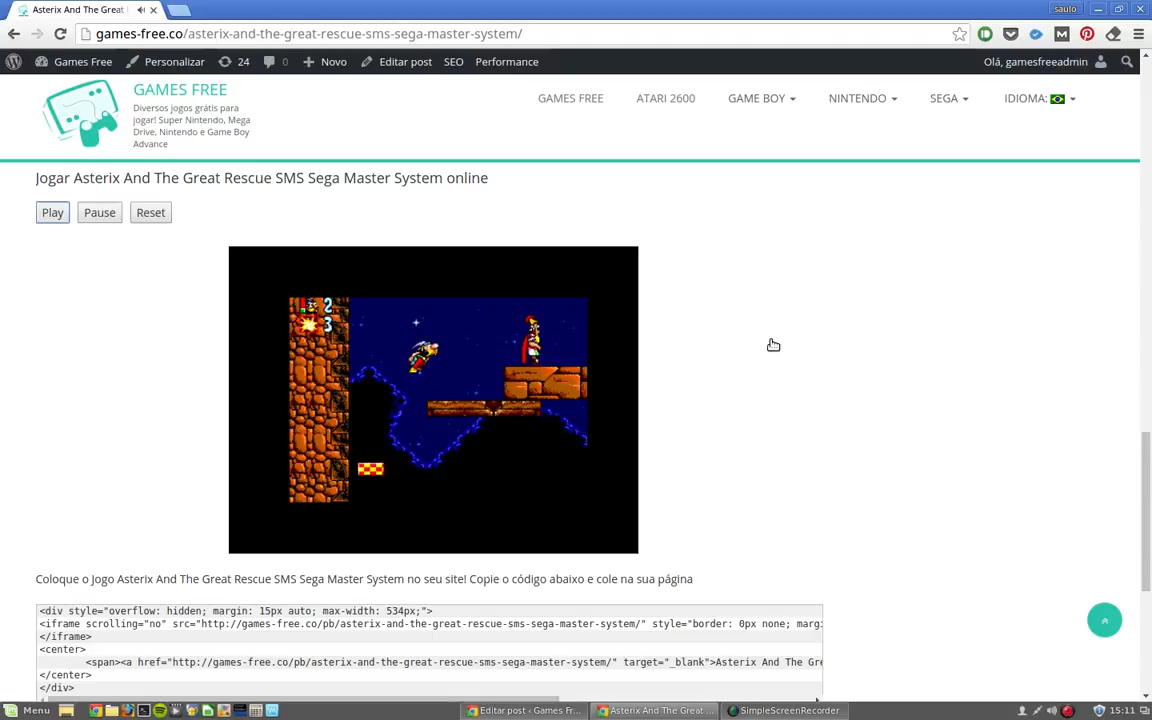 Asterix And The Great
saulo
games-free.co/asterix-and-the-great-rescue-sms-sega-master-system/
Games Free
Personalizar
24
0
Novo
Editar post
SEO
Performance
Olá, gamesfreeadmin
GAMES FREE
Diversos jogos grátis para
jogar! Super Nintendo, Mega
Drive, Nintendo e Game Boy
Advance
GAMES FREE
ATARI 2600
GAME BOY
NINTENDO
SEGA
IDIOMA:
Jogar Asterix And The Great Rescue SMS Sega Master System online
Play
Pause
Reset
2
3
Coloque o Jogo Asterix And The Great Rescue SMS Sega Master System no seu site! Copie o código abaixo e cole na sua página
<div style="overflow: hidden; margin: 15px auto; max-width: 534px;">
<iframe scrolling="no" src="http://games-free.co/pb/asterix-and-the-great-rescue-sms-sega-master-system/" style="border: 0px none; marg
</iframe>
<center>
<span><a href="http://games-free.co/pb/asterix-and-the-great-rescue-sms-sega-master-system/" target="_blank">Asterix And The Gre
</center>
</div>
Menu
Editar post ‹ Games Fr...
Asterix And The Great ...
SimpleScreenRecorder
15:11